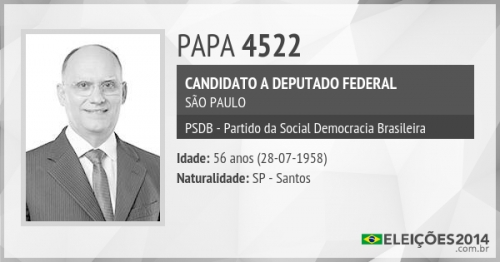 PAPA 4522
CANDIDATO A DEPUTADO FEDERAL
SÃO PAULO
PSDB - Partido da Social Democracia Brasileira
Idade: 56 anos (28-07-1958)
Naturalidade: SP - Santos
ELEIÇÕES2014
.com.br